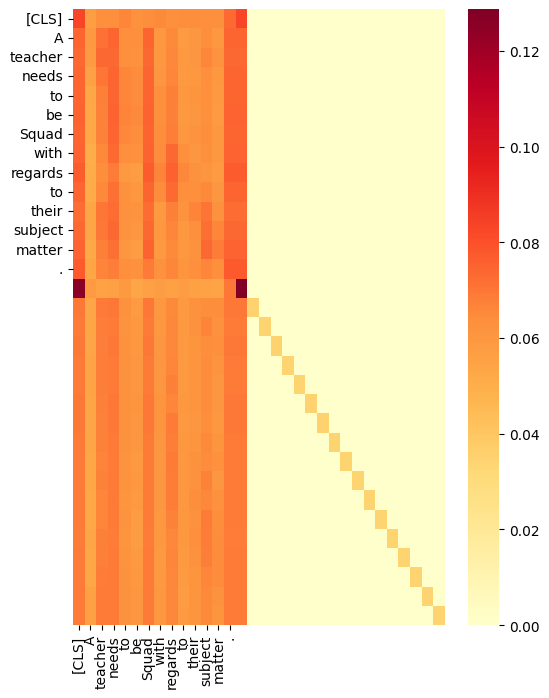 [CLS]
A
teacher
needs
to
be
Squad
with
regards
to
their
subject
matter
.
0.12
0.10
0.08
0.06
0.04
0.02
0.00
[CLS]
A
teacher
needs
to
be
Squad
with
regards
to
their
subject
matter
.